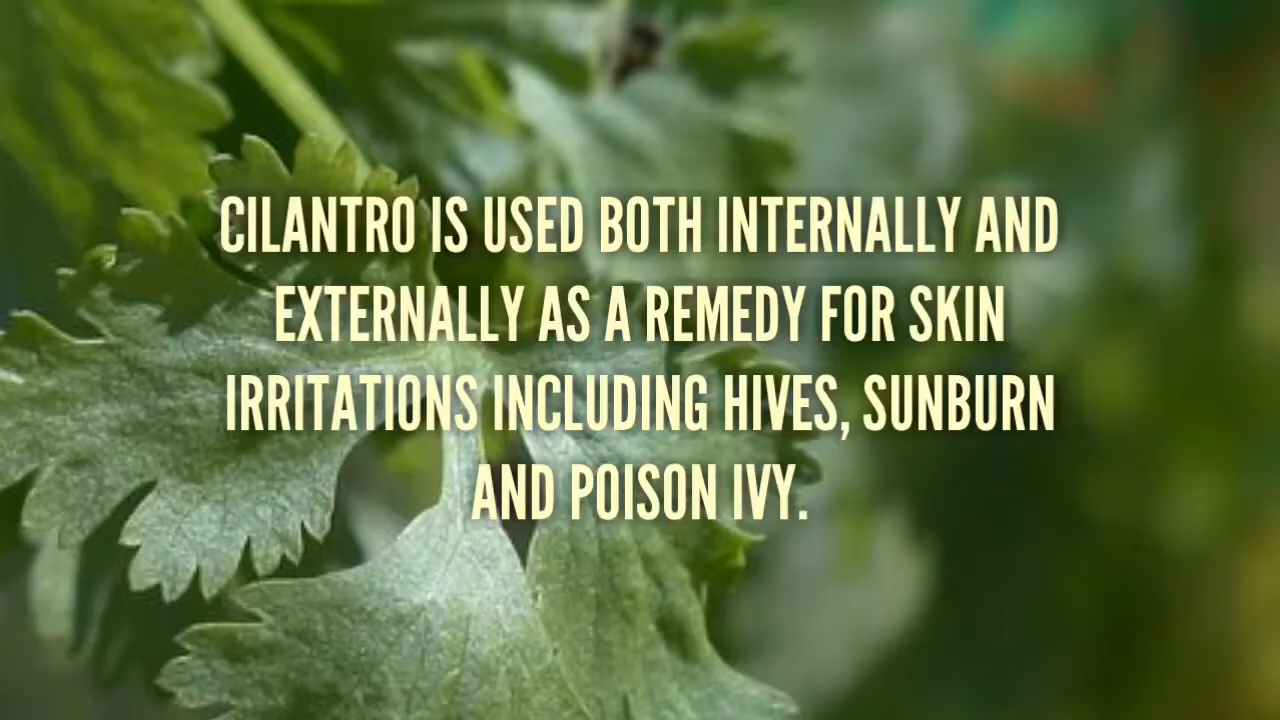 CILANTRO IS USED BOTH INTERNALLY AND
EXTERNALLY AS A REMEDY FOR SKIN
IRRITATIONS INCLUDING HIVES, SUNBURN
AND POISON IVY.